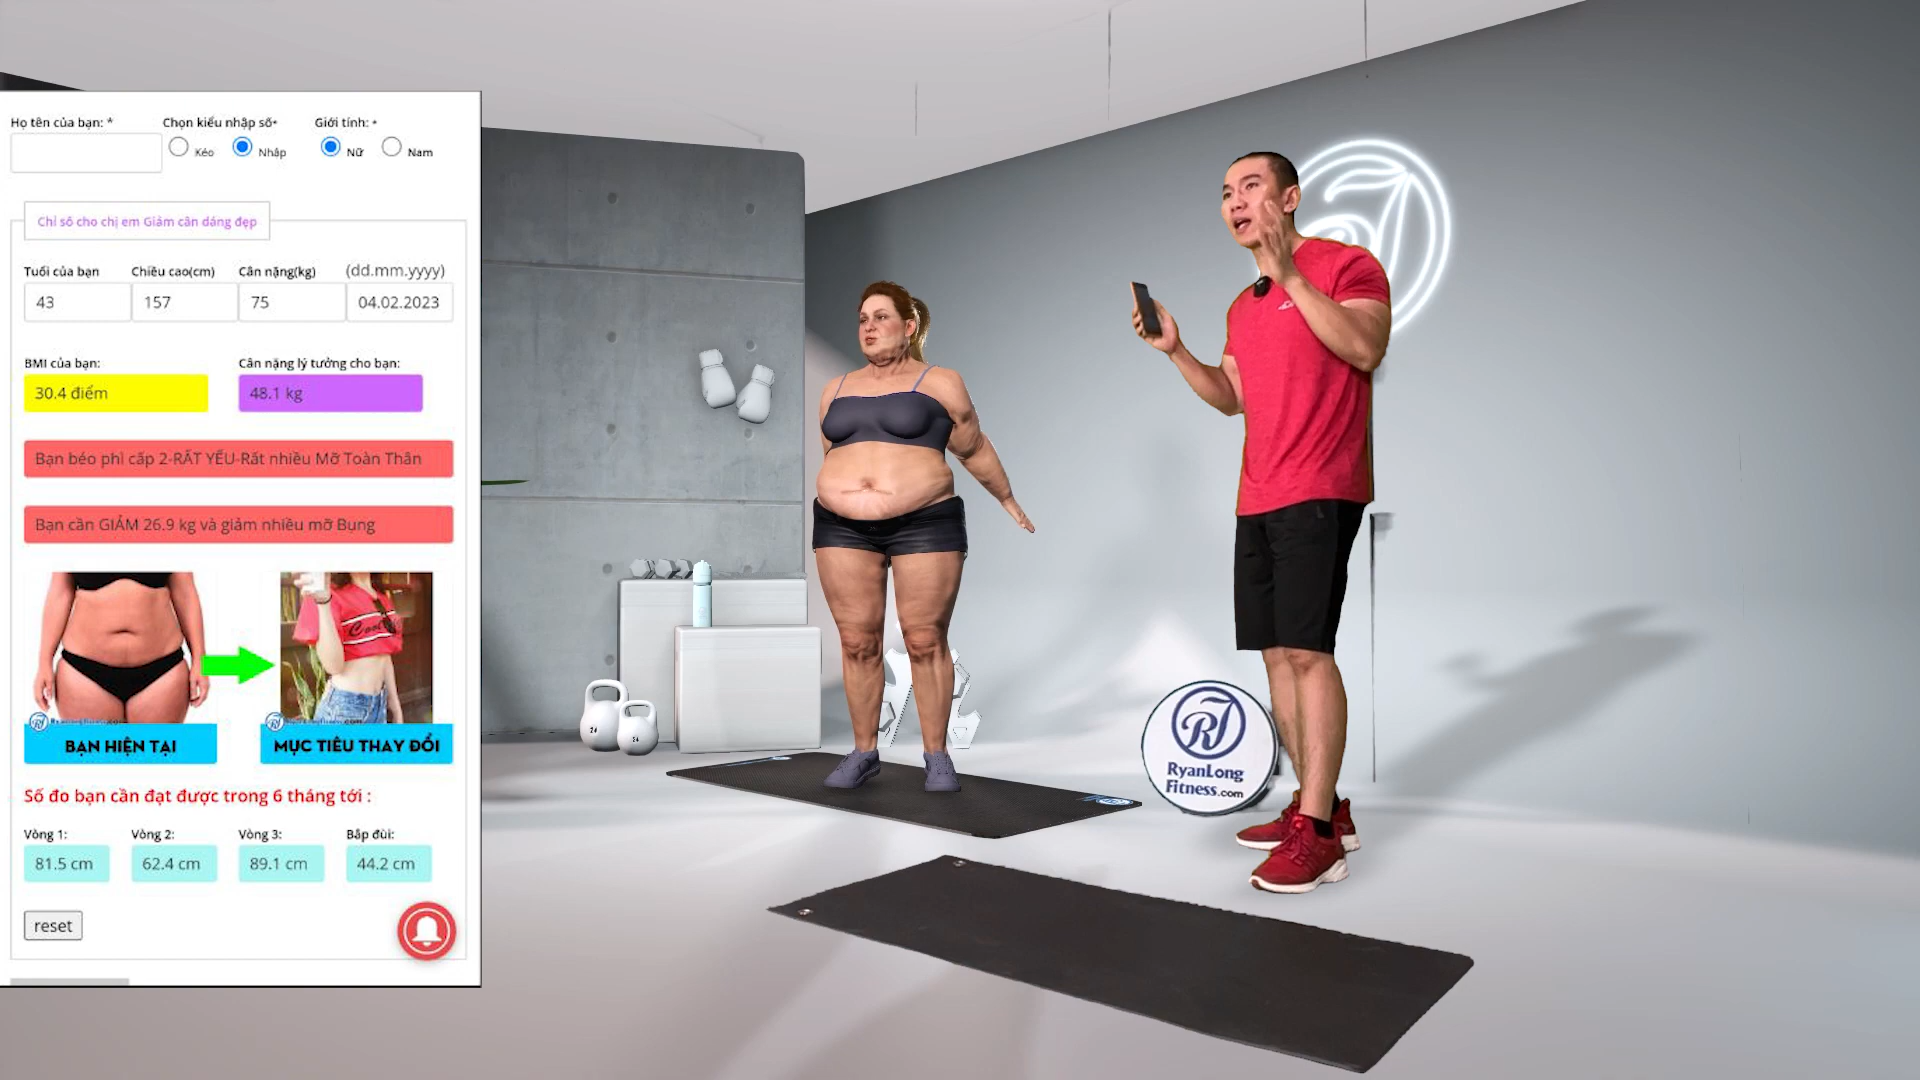 Họ tên của bạn: *
Chọn kiểu nhập số*
Giới tính: *
Kéo
Nhập
Nữ
Nam
Chỉ số cho chị em Giảm cân dáng đẹp
Tuổi của bạn
Chiều cao(cm)
Cân nặng(kg)
(dd.mm.yyyy)
43
157
75
04.02.2023
BMI của bạn:
Cân nặng lý tưởng cho bạn:
30.4 điểm
48.1 kg
Bạn béo phì cấp 2-RẤT YẾU-Rất nhiều Mỡ Toàn Thân
Bạn cần GIẢM 26.9 kg và giảm nhiều mỡ Bụng
BẠN HIỆN TẠI
MỤC TIÊU THAY ĐỔI
Số đo bạn cần đạt được trong 6 tháng tới :
Vòng 1:
Vòng 2:
Vòng 3:
Bắp đùi:
81.5 cm
62.4 cm
89.1 cm
44.2 cm
reset
24
24
RyanLong
Fitness.com